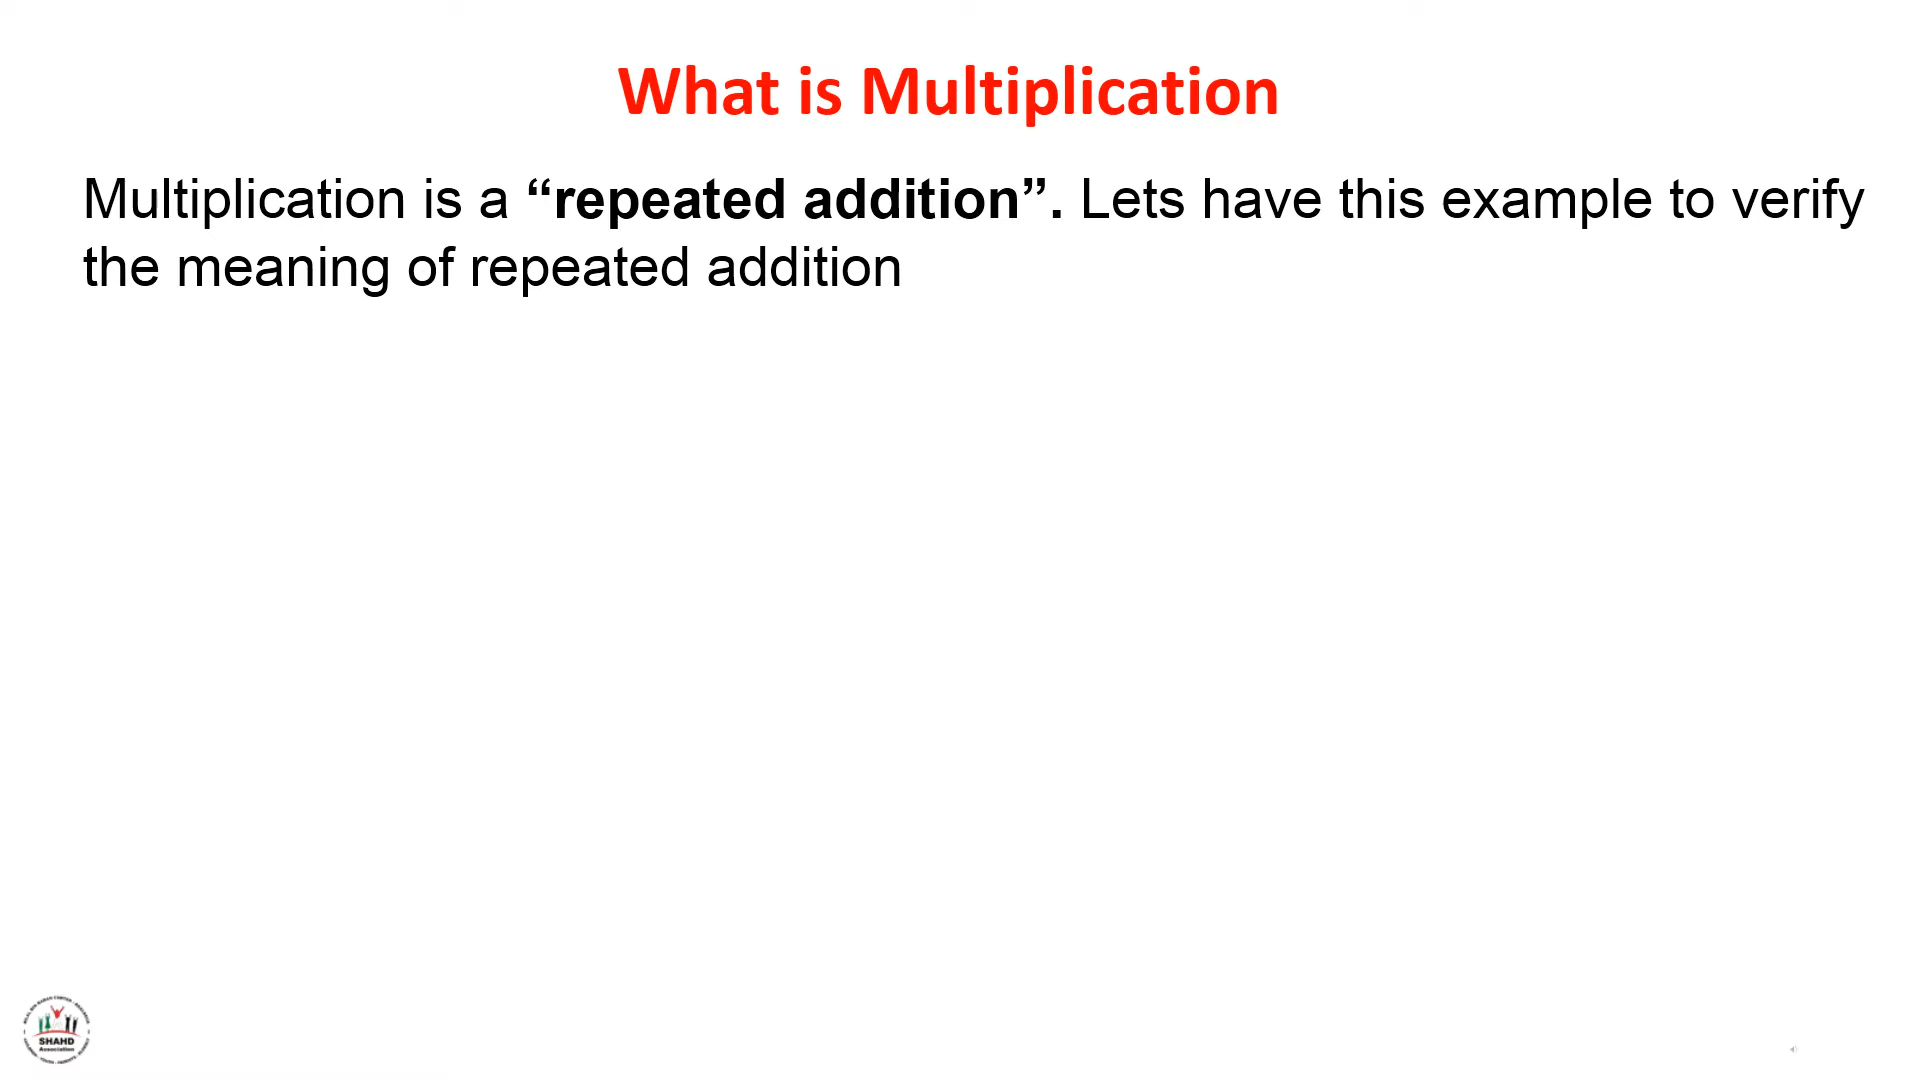 What is Multiplication
Multiplication is a “repeated addition”. Lets have this example to verify
the meaning of repeated addition
SHAHD
Association